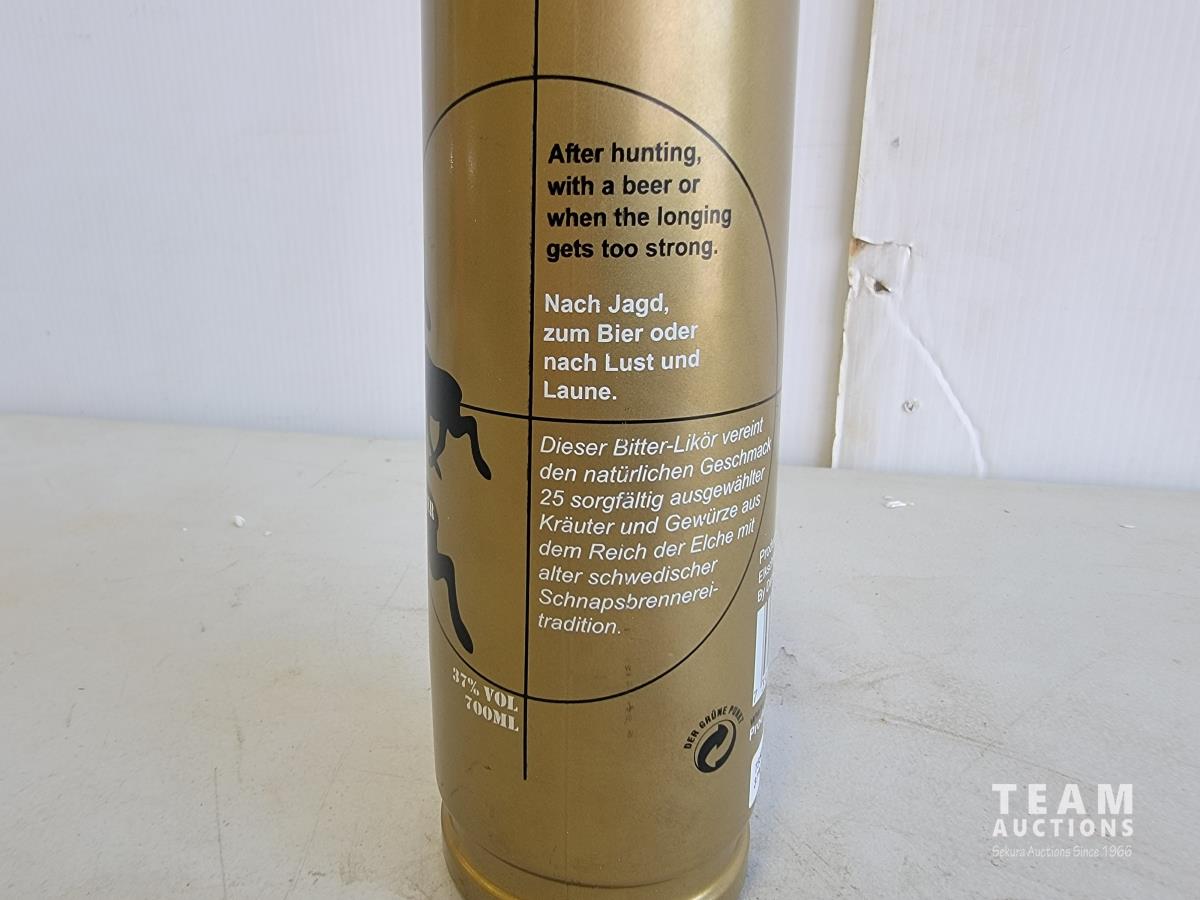 After hunting,
with a beer or
when the longing
gets too strong.
Nach Jagd,
zum Bier oder
nach Lust und
Laune.
Dieser Bitter-Likör vereint
den natürlichen Geschmack
25 sorgfältig ausgewählter
Kräuter und Gewürze aus
dem Reich der Elche mit
alter schwedischer
Schnapsbrennerei-
tradition.
37% VOL
700ML
DER GRÜNE PUNKT
By
TEAM
AUCTIONS
Sekura Auctions Since 1966